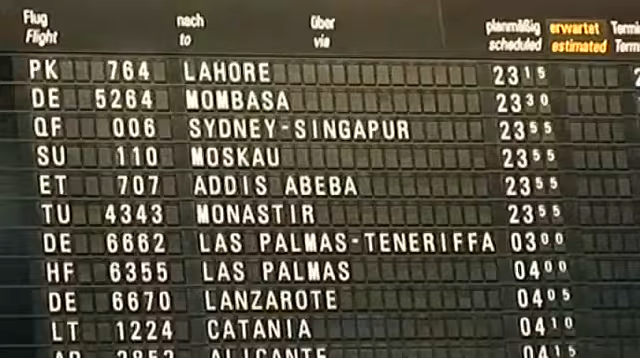 Flug nach über planmäßig erwartet
Flight to via scheduled estimated
PK 764 LAHORE 23 15
DE 5264 MOMBASA 23 30
QF 006 SYDNEY-SINGAPUR 23 55
SU 110 MOSKAU 23 55
ET 707 ADDIS ABEBA 23 55
TU 4343 MONASTIR 23 55
DE 6662 LAS PALMAS-TENERIFFA 03 00
HF 6355 LAS PALMAS 04 00
DE 6670 LANZAROTE 04 05
LT 1224 CATANIA 04 10
ALICANTE 04 15